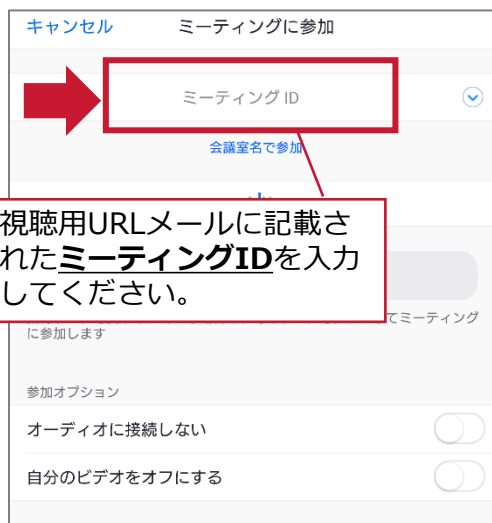 キャンセル ミーティングに参加
ミーティング ID
会議室名で参加
視聴用URLメールに記載さ
れたミーティングIDを入力
してください。
てミーティング
に参加します
参加オプション
オーディオに接続しない
自分のビデオをオフにする